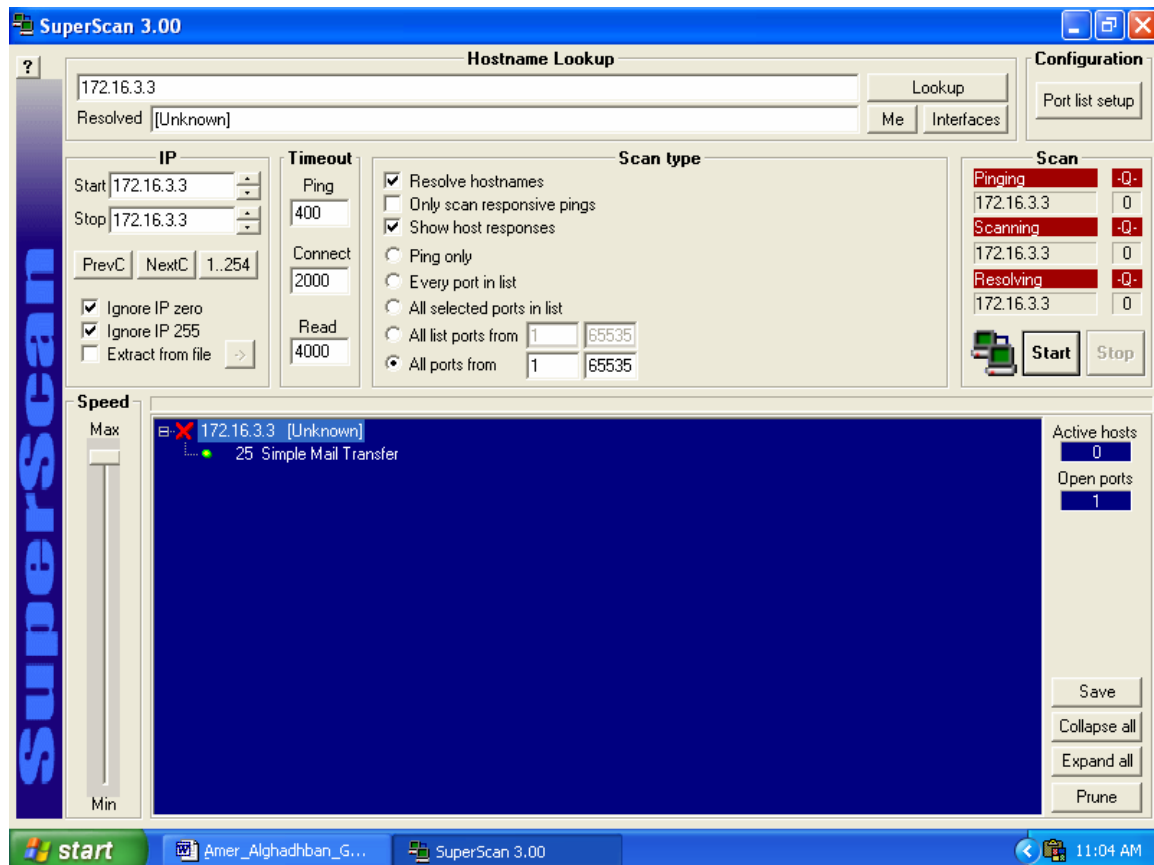 SuperScan 3.00
?
Hostname Lookup
172.16.3.3
Lookup
Resolved [Unknown]
Me Interfaces
Configuration
Port list setup
IP
Start 172.16.3.3
Stop 172.16.3.3
PrevC NextC 1..254
Ignore IP zero
Ignore IP 255
Extract from file ->
Timeout
Ping
400
Connect
2000
Read
4000
Scan type
Resolve hostnames
Only scan responsive pings
Show host responses
Ping only
Every port in list
All selected ports in list
All list ports from 1 65535
All ports from 1 65535
Scan
Pinging -Q-
172.16.3.3 0
Scanning -Q-
172.16.3.3 0
Resolving -Q-
172.16.3.3 0
Start Stop
SuperScan
Speed
Max
Min
172.16.3.3 [Unknown]
25 Simple Mail Transfer
Active hosts
0
Open ports
1
Save
Collapse all
Expand all
Prune
start
Amer_Alghadhban_G...
SuperScan 3.00
11:04 AM